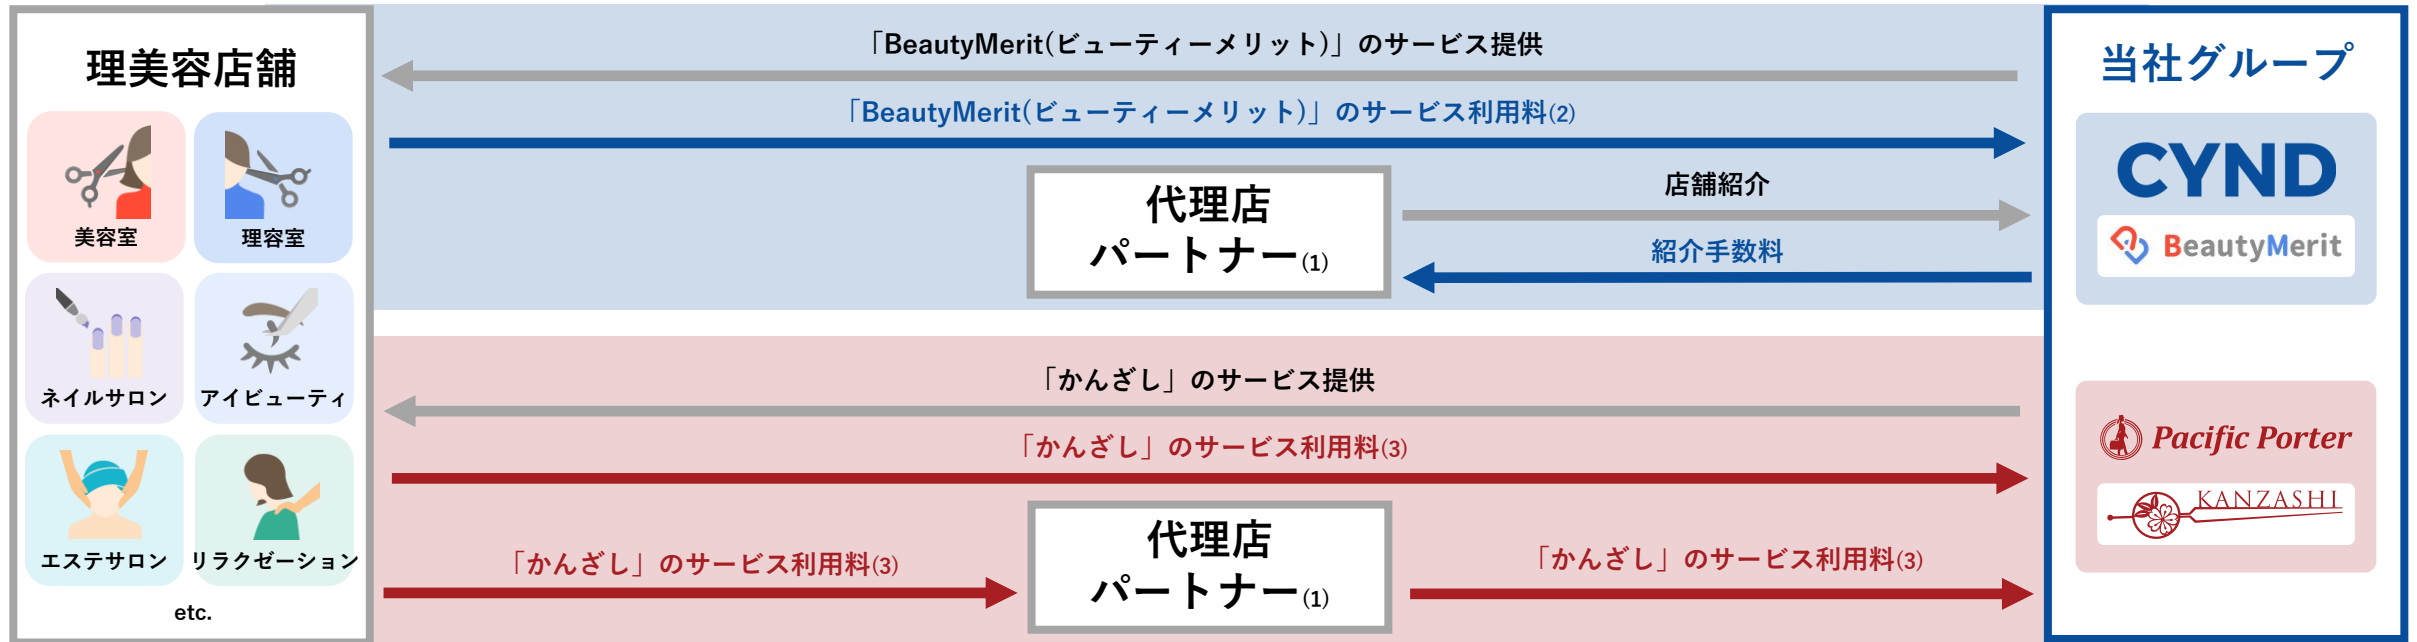 理美容店舗
美容室
理容室
ネイルサロン
アイビューティ
エステサロン
リラクゼーション
etc.
「BeautyMerit(ビューティーメリット)」のサービス提供
「BeautyMerit(ビューティーメリット)」のサービス利用料(2)
代理店
パートナー(1)
店舗紹介
紹介手数料
「かんざし」のサービス提供
「かんざし」のサービス利用料(3)
「かんざし」のサービス利用料(3)
代理店
パートナー(1)
「かんざし」のサービス利用料(3)
当社グループ
CYND
BeautyMerit
Pacific Porter
KANZASHI